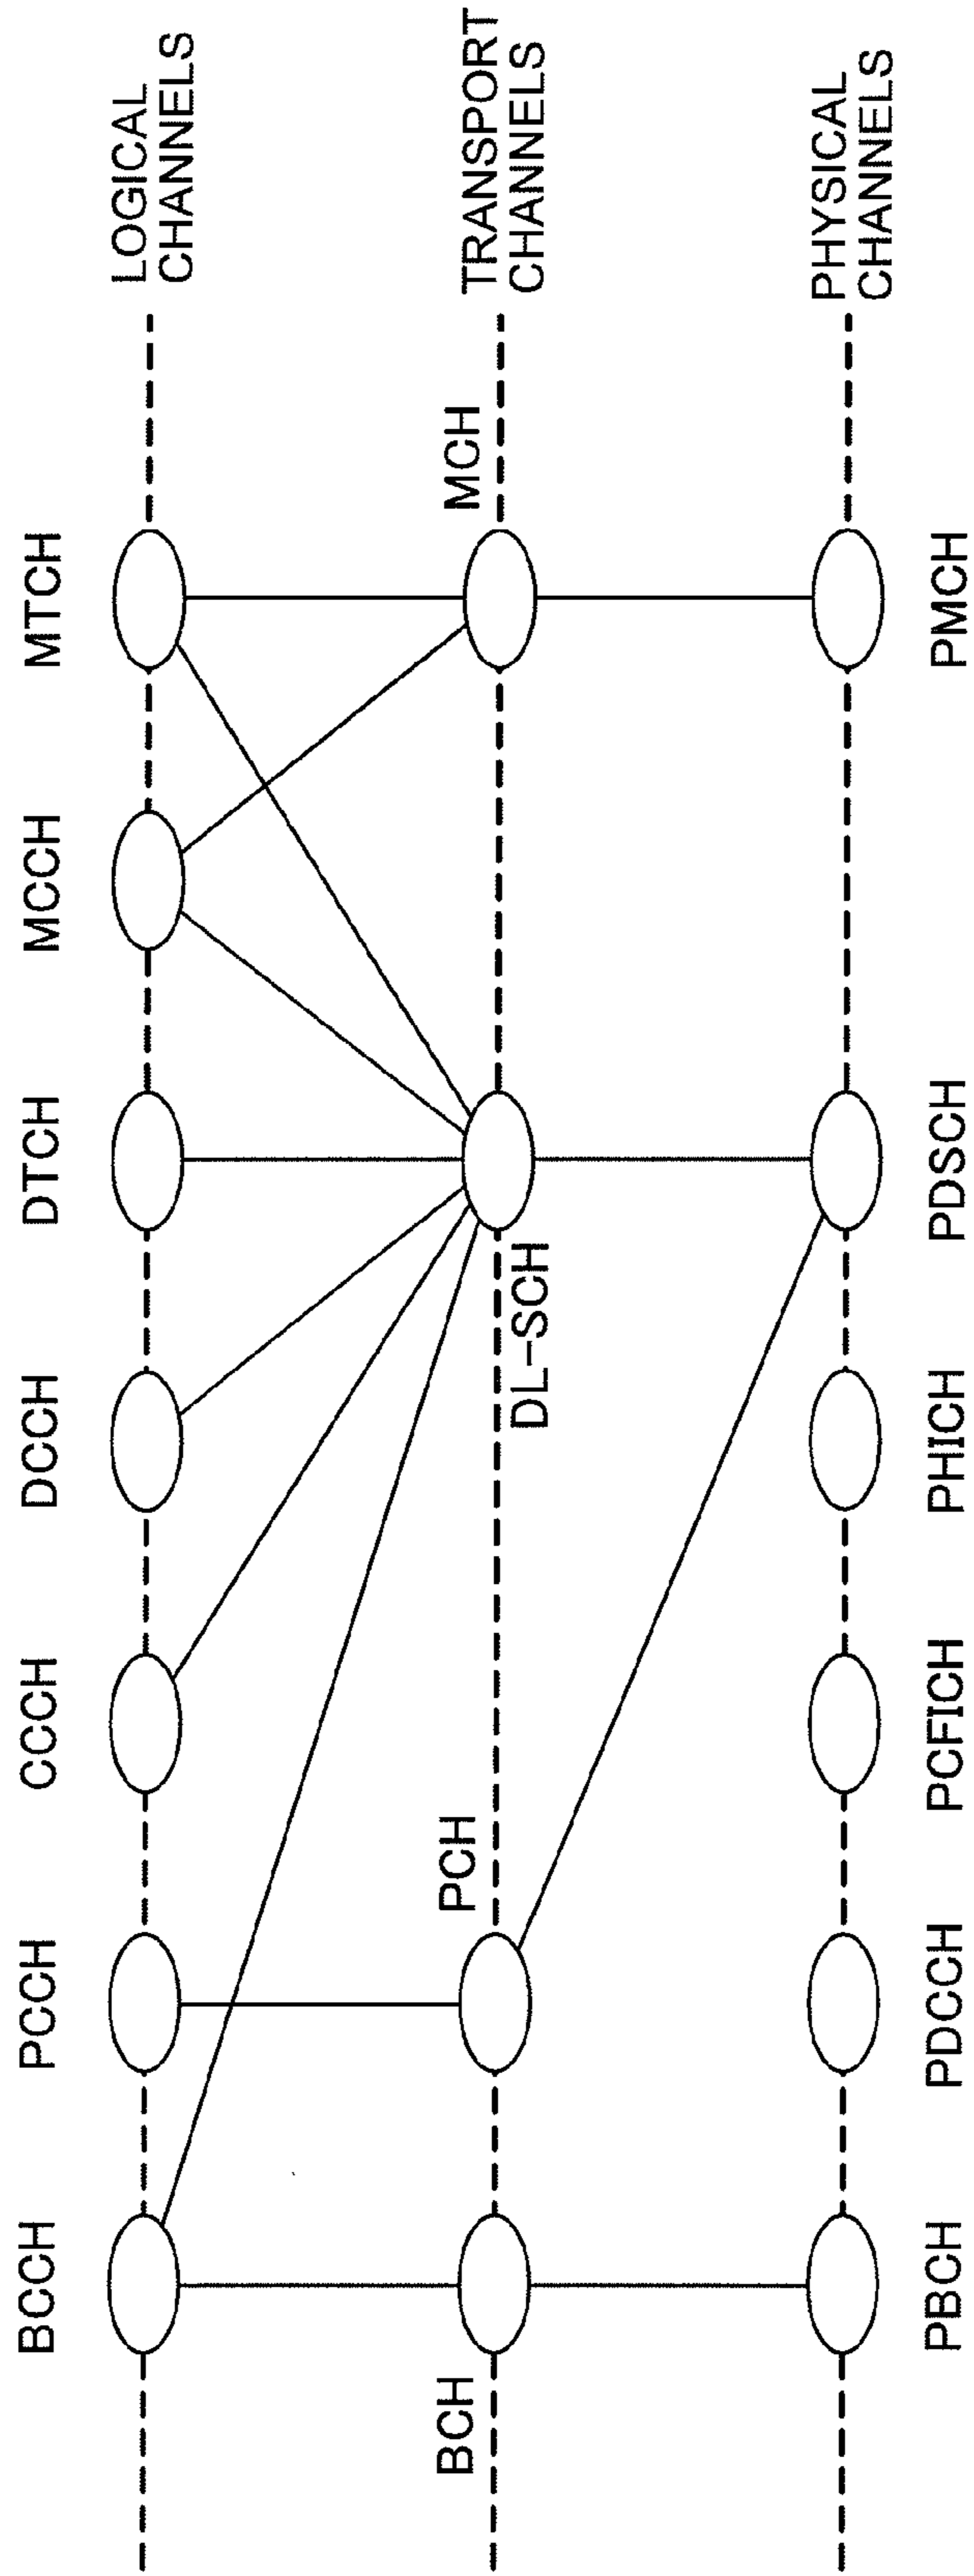 BCCH
PCCH
CCCH
DCCH
DTCH
MCCH
MTCH
LOGICAL
CHANNELS
BCH
PCH
DL-SCH
MCH
TRANSPORT
CHANNELS
PHYSICAL
CHANNELS
PBCH
PDCCH
PCFICH
PHICH
PDSCH
PMCH